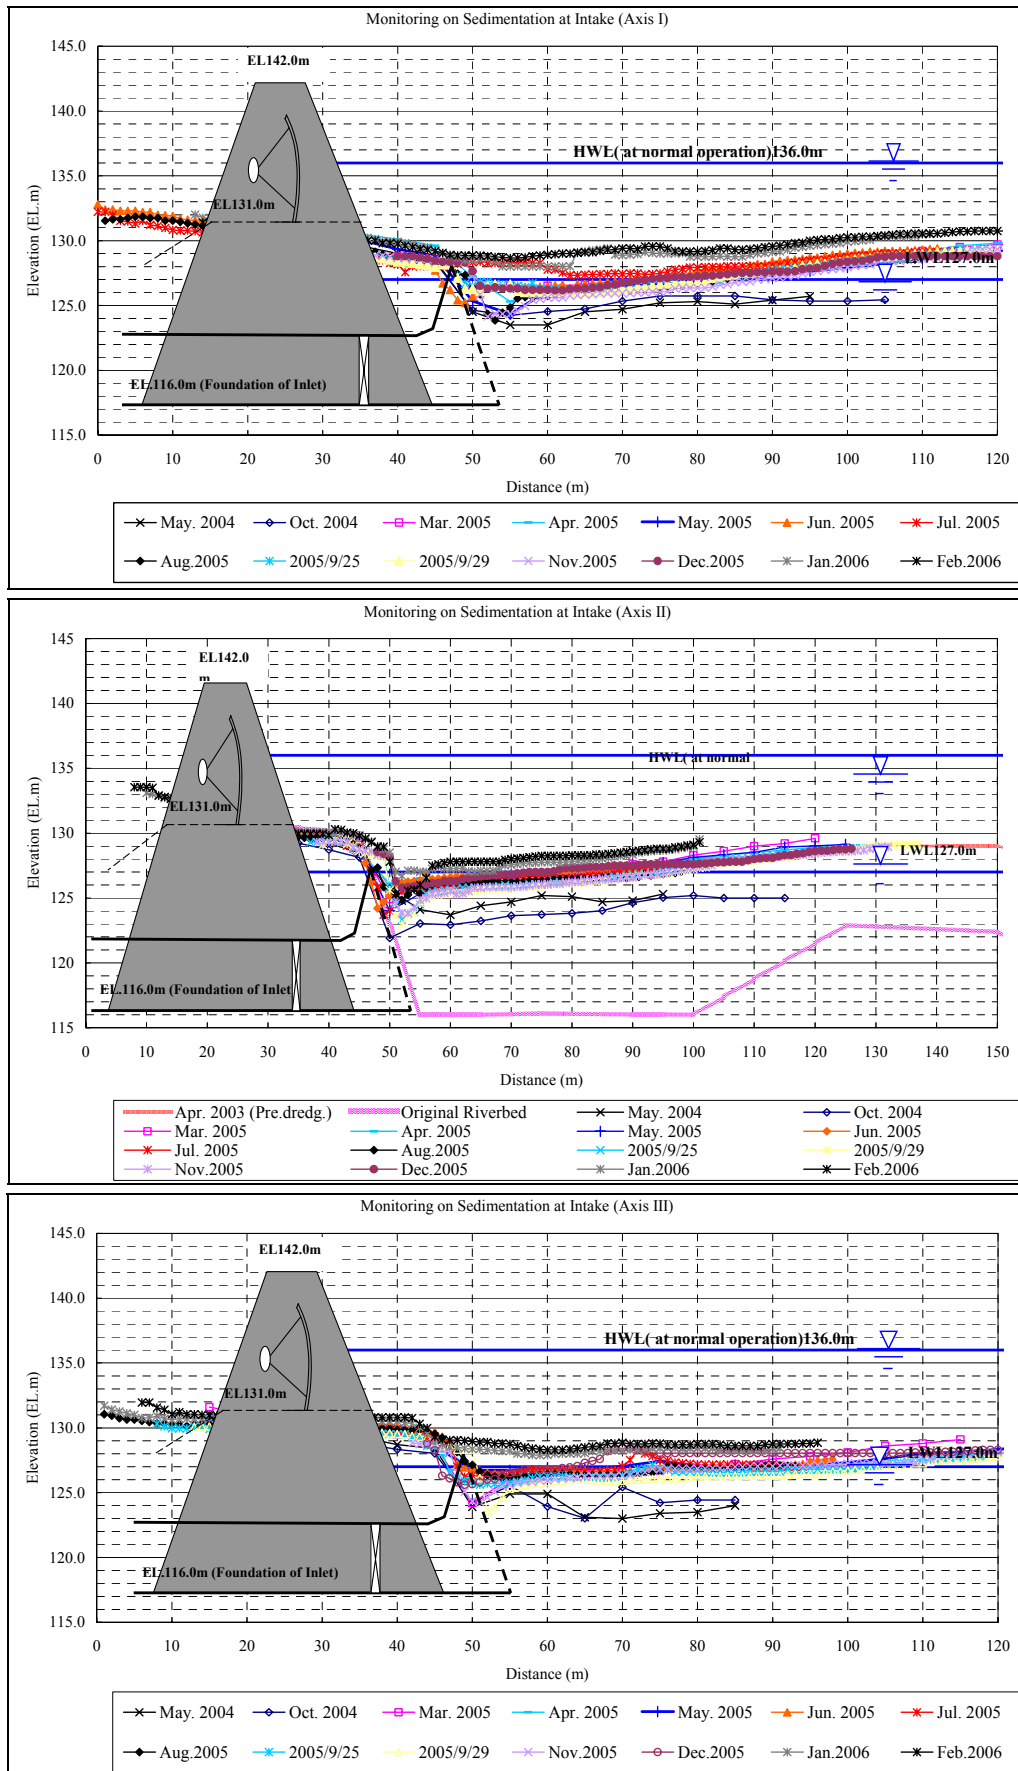 Monitoring on Sedimentation at Intake (Axis I)
145.0
EL142.0m
140.0
HWL( at normal operation)136.0m
135.0
EL131.0m
130.0
LWL127.0m
125.0
120.0
EL.116.0m (Foundation of Inlet)
115.0
Elevation (EL.m)
0 10 20 30 40 50 60 70 80 90 100 110 120
Distance (m)
May. 2004 Oct. 2004 Mar. 2005 Apr. 2005 May. 2005 Jun. 2005 Jul. 2005
Aug.2005 2005/9/25 2005/9/29 Nov.2005 Dec.2005 Jan.2006 Feb.2006
Monitoring on Sedimentation at Intake (Axis II)
145
EL142.0
m
140
HWL( at normal
135
EL131.0m
130
LWL127.0m
125
120
EL.116.0m (Foundation of Inlet
115
Elevation (EL.m)
0 10 20 30 40 50 60 70 80 90 100 110 120 130 140 150
Distance (m)
Apr. 2003 (Pre.dredg.) Original Riverbed May. 2004 Oct. 2004
Mar. 2005 Apr. 2005 May. 2005 Jun. 2005
Jul. 2005 Aug.2005 2005/9/25 2005/9/29
Nov.2005 Dec.2005 Jan.2006 Feb.2006
Monitoring on Sedimentation at Intake (Axis III)
145.0
EL142.0m
140.0
HWL( at normal operation)136.0m
135.0
EL131.0m
130.0
LWL127.0m
125.0
120.0
EL.116.0m (Foundation of Inlet)
115.0
Elevation (EL.m)
0 10 20 30 40 50 60 70 80 90 100 110 120
Distance (m)
May. 2004 Oct. 2004 Mar. 2005 Apr. 2005 May. 2005 Jun. 2005 Jul. 2005
Aug.2005 2005/9/25 2005/9/29 Nov.2005 Dec.2005 Jan.2006 Feb.2006